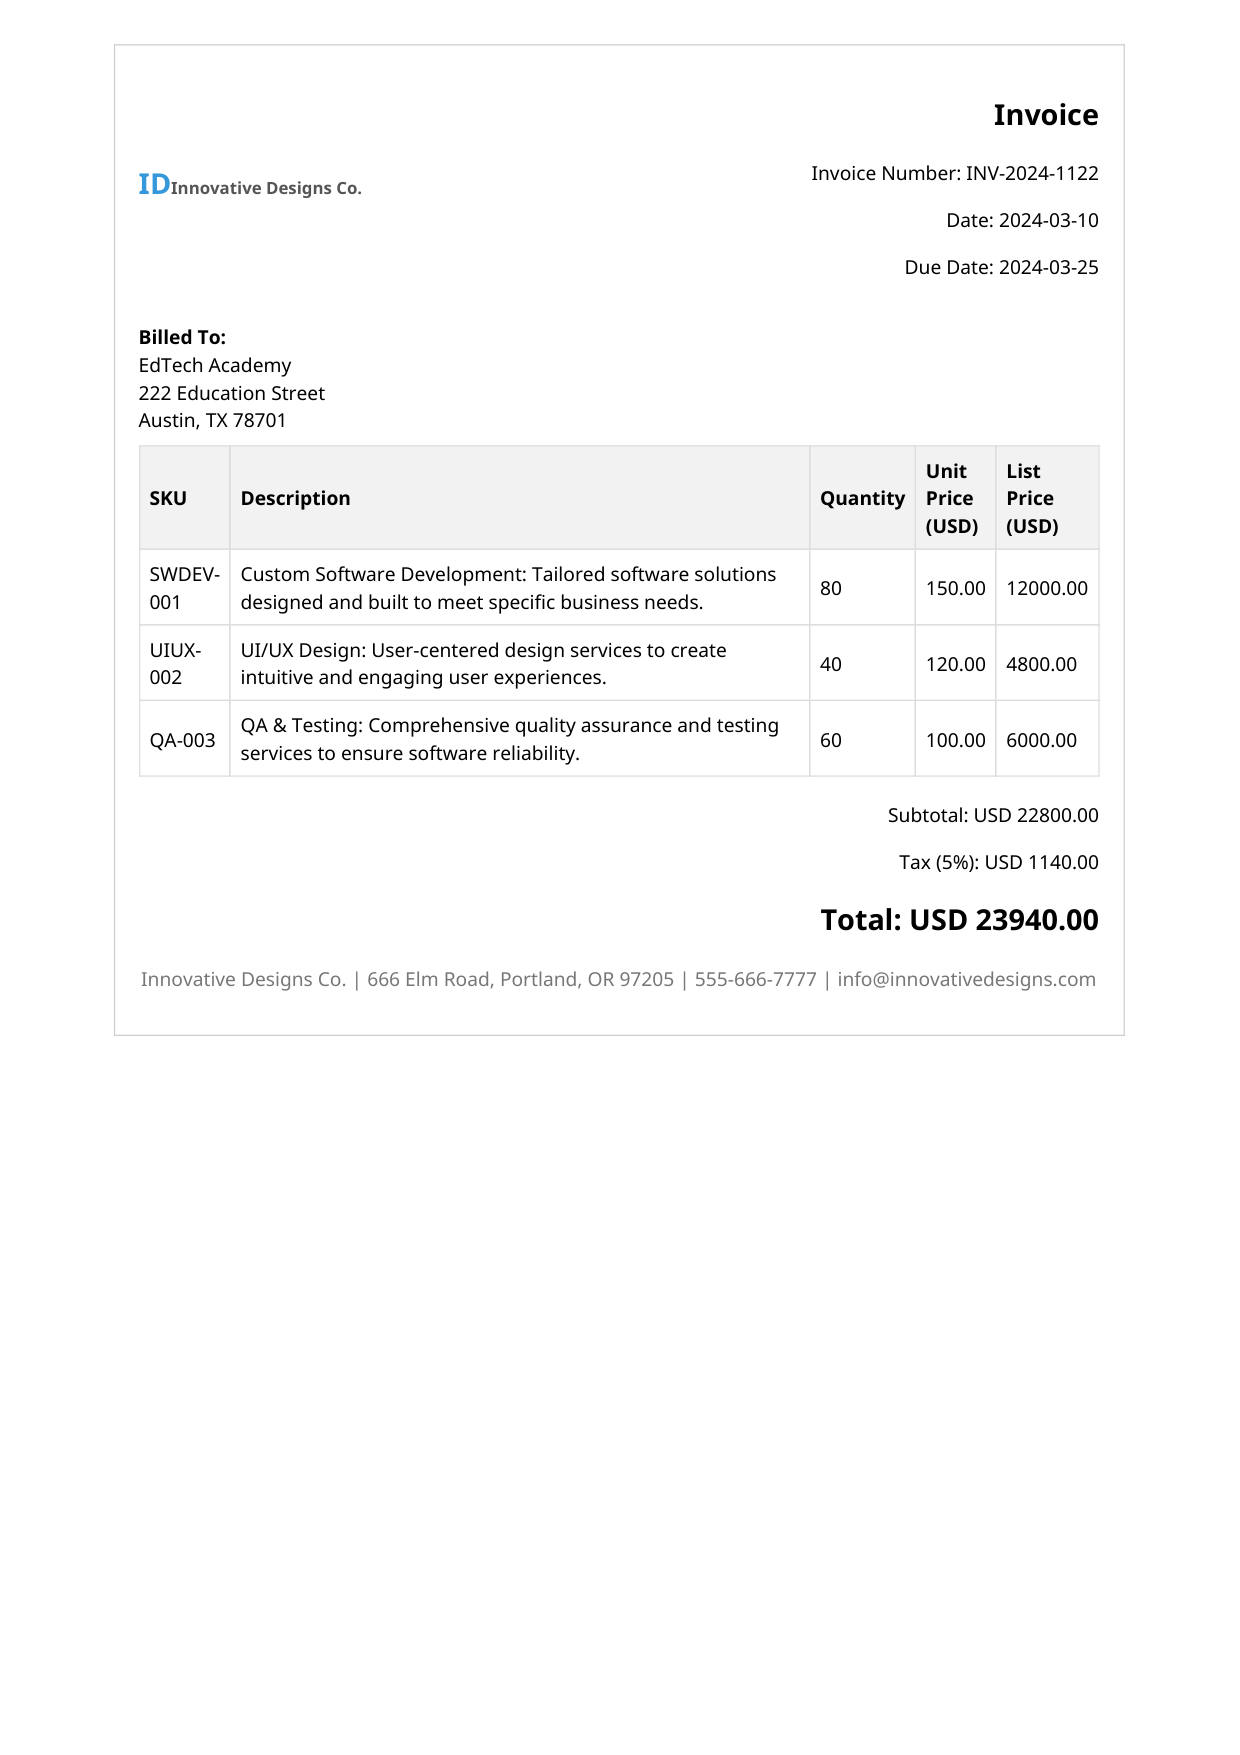 Invoice
IDInnovative Designs Co.
Invoice Number: INV-2024-1122
Date: 2024-03-10
Due Date: 2024-03-25
Billed To:
EdTech Academy
222 Education Street
Austin, TX 78701
SKU Description Quantity Unit Price (USD) List Price (USD)
SWDEV-001 Custom Software Development: Tailored software solutions designed and built to meet specific business needs. 80 150.00 12000.00
UIUX-002 UI/UX Design: User-centered design services to create intuitive and engaging user experiences. 40 120.00 4800.00
QA-003 QA & Testing: Comprehensive quality assurance and testing services to ensure software reliability. 60 100.00 6000.00
Subtotal: USD 22800.00
Tax (5%): USD 1140.00
Total: USD 23940.00
Innovative Designs Co. | 666 Elm Road, Portland, OR 97205 | 555-666-7777 | info@innovativedesigns.com